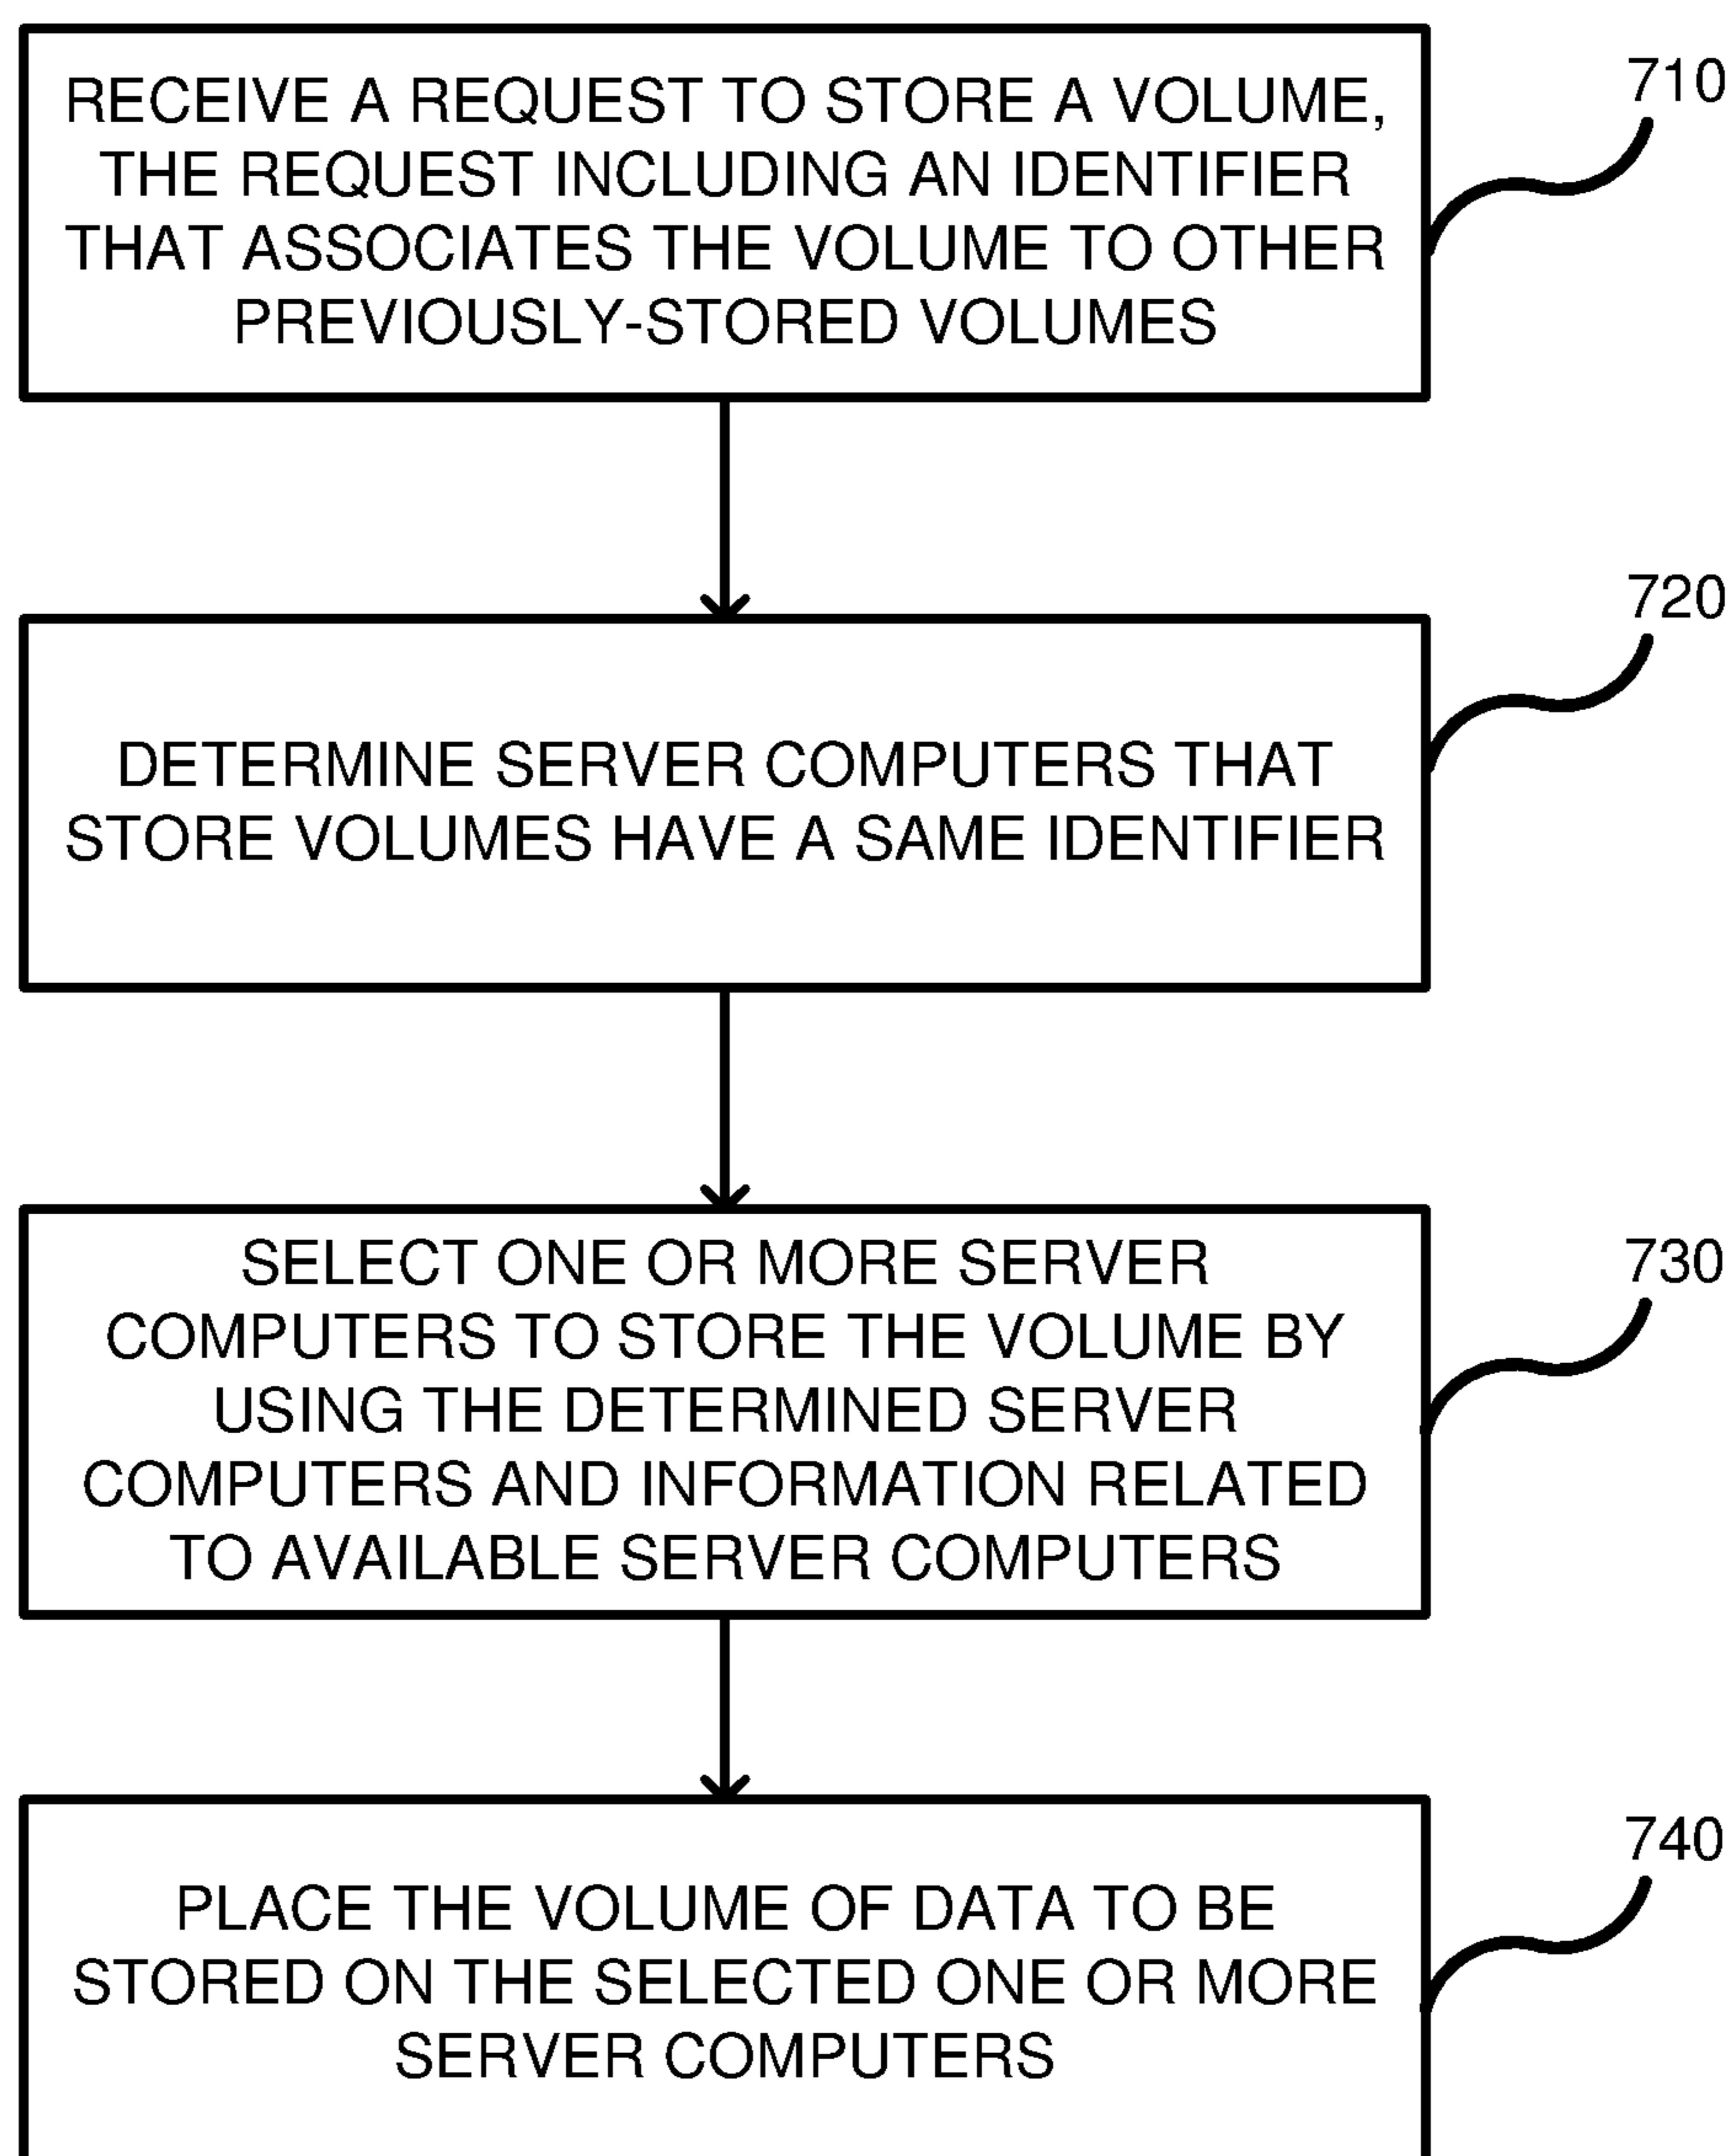 RECEIVE A REQUEST TO STORE A VOLUME,
THE REQUEST INCLUDING AN IDENTIFIER
THAT ASSOCIATES THE VOLUME TO OTHER
PREVIOUSLY-STORED VOLUMES
710
DETERMINE SERVER COMPUTERS THAT
STORE VOLUMES HAVE A SAME IDENTIFIER
720
SELECT ONE OR MORE SERVER
COMPUTERS TO STORE THE VOLUME BY
USING THE DETERMINED SERVER
COMPUTERS AND INFORMATION RELATED
TO AVAILABLE SERVER COMPUTERS
730
PLACE THE VOLUME OF DATA TO BE
STORED ON THE SELECTED ONE OR MORE
SERVER COMPUTERS
740